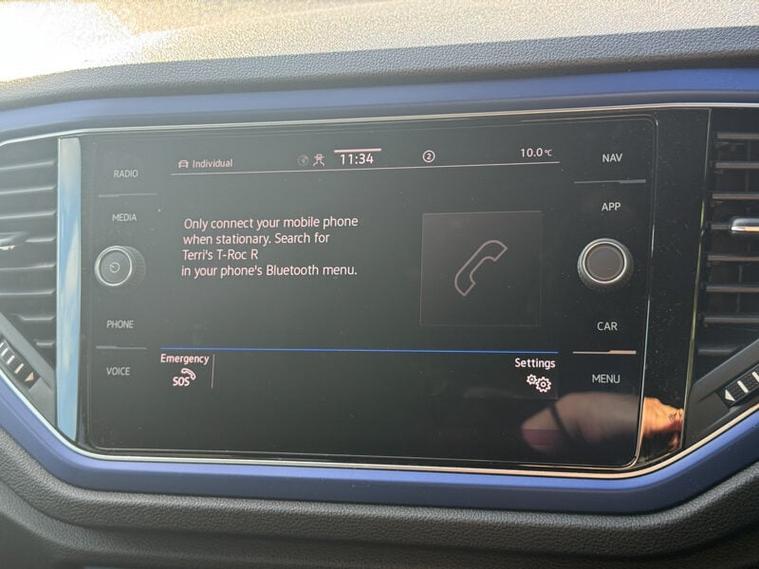 RADIO
MEDIA
PHONE
VOICE
Individual
11:34
2
10.0°C
Only connect your mobile phone
when stationary. Search for
Terri's T-Roc R
in your phone's Bluetooth menu.
Emergency
SOS
Settings
NAV
APP
CAR
MENU